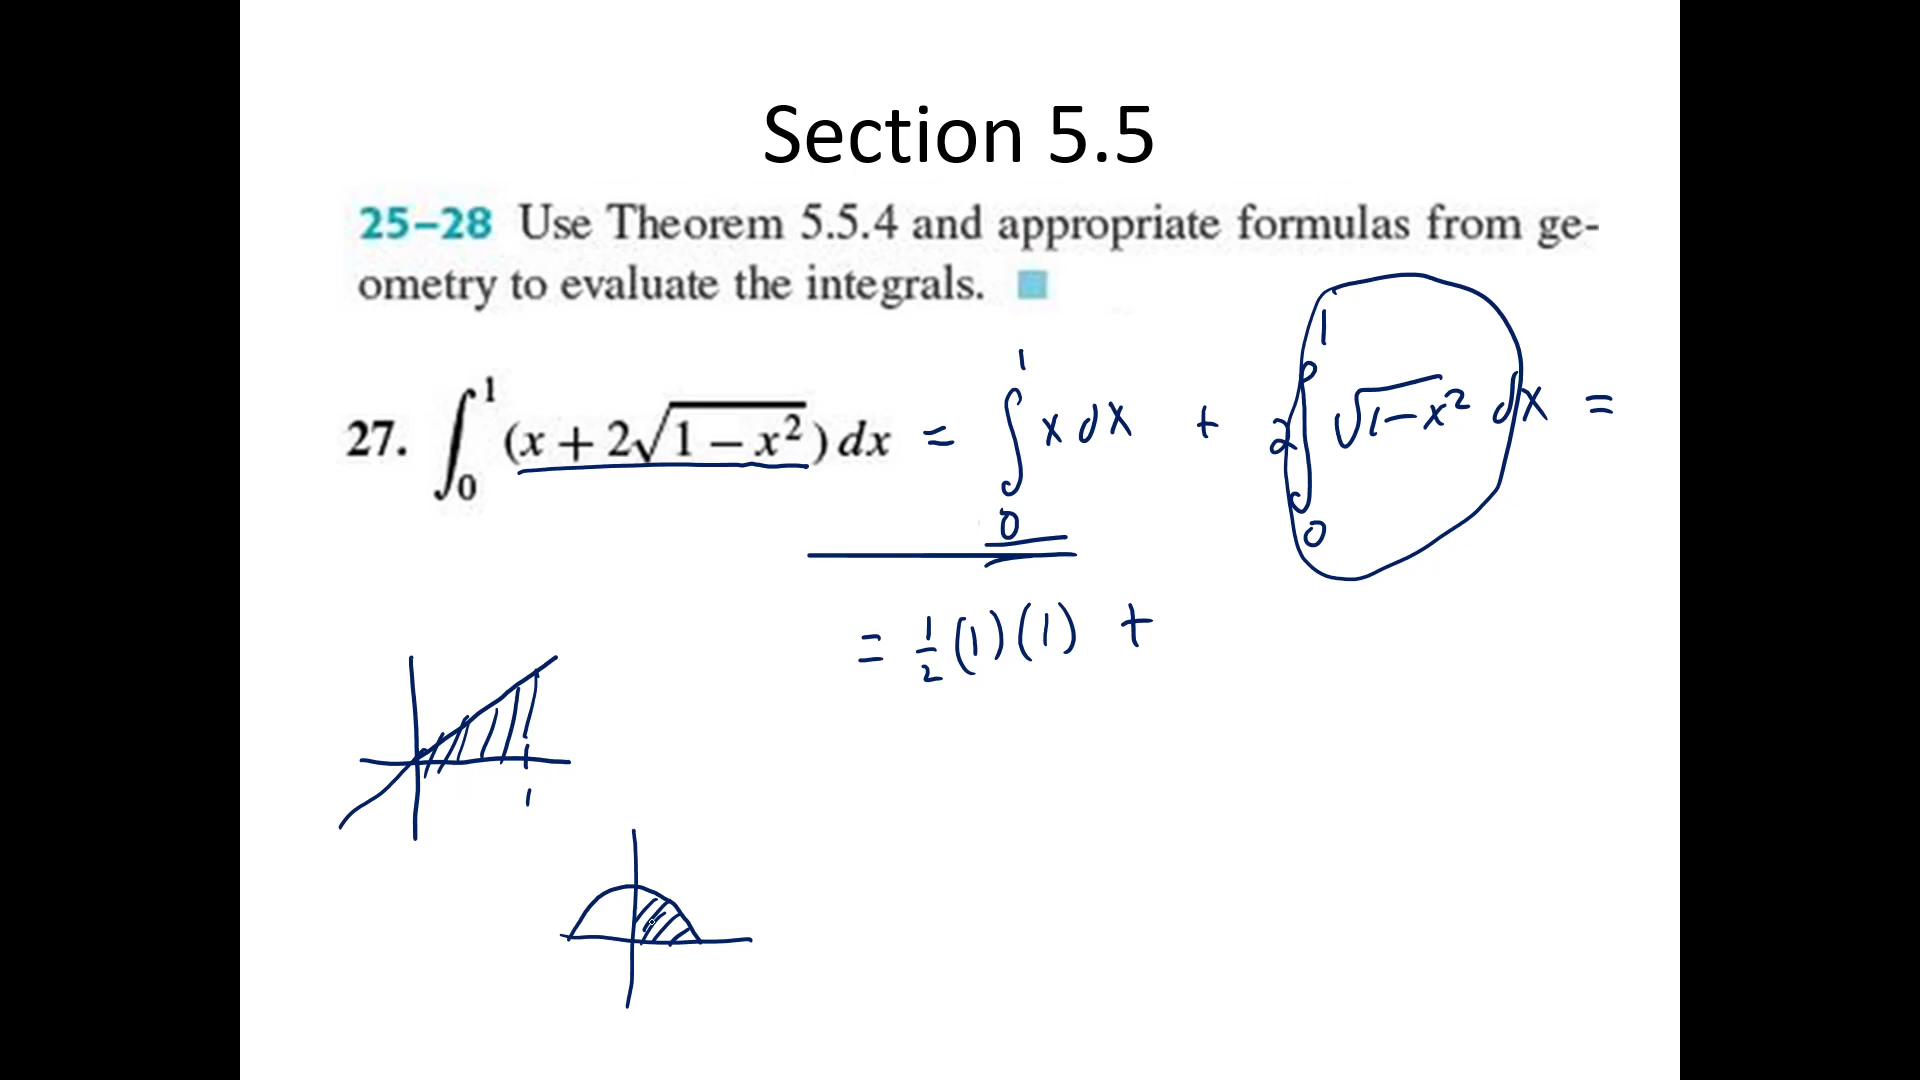 Section 5.5
25–28 Use Theorem 5.5.4 and appropriate formulas from ge-
ometry to evaluate the integrals.
27. ∫₀¹ (x + 2√(1 – x²)) dx = ∫₀¹ x dx + 2∫₀¹ √(1–x²) dx =
= ½ (1)(1) +
1